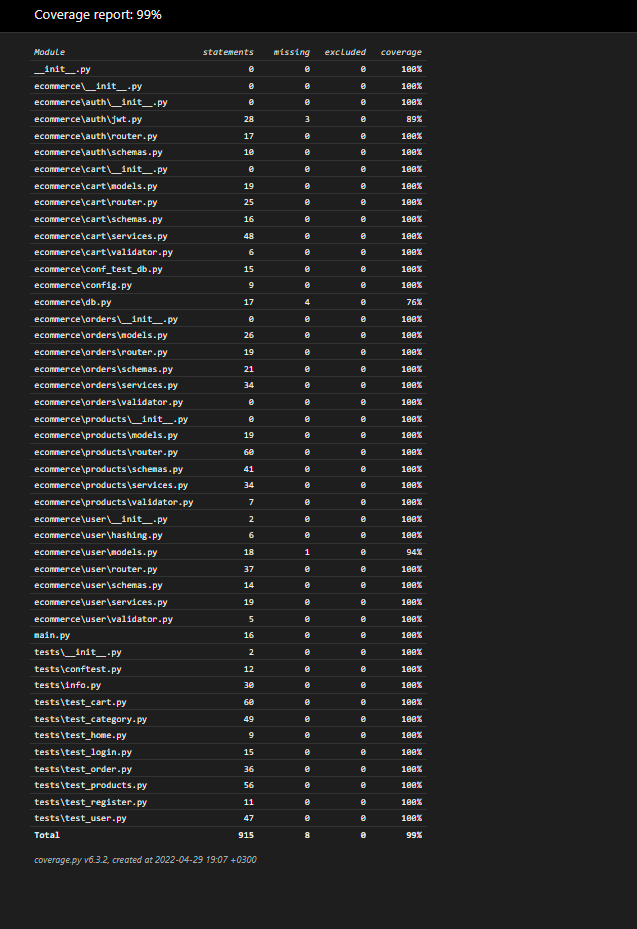 Coverage report: 99%
Module statements missing excluded coverage
__init__.py 0 0 0 100%
ecommerce\__init__.py 0 0 0 100%
ecommerce\auth\__init__.py 0 0 0 100%
ecommerce\auth\jwt.py 28 3 0 89%
ecommerce\auth\router.py 17 0 0 100%
ecommerce\auth\schemas.py 10 0 0 100%
ecommerce\cart\__init__.py 0 0 0 100%
ecommerce\cart\models.py 19 0 0 100%
ecommerce\cart\router.py 25 0 0 100%
ecommerce\cart\schemas.py 16 0 0 100%
ecommerce\cart\services.py 48 0 0 100%
ecommerce\cart\validator.py 6 0 0 100%
ecommerce\conf_test_db.py 15 0 0 100%
ecommerce\config.py 9 0 0 100%
ecommerce\db.py 17 4 0 76%
ecommerce\orders\__init__.py 0 0 0 100%
ecommerce\orders\models.py 26 0 0 100%
ecommerce\orders\router.py 19 0 0 100%
ecommerce\orders\schemas.py 21 0 0 100%
ecommerce\orders\services.py 34 0 0 100%
ecommerce\orders\validator.py 0 0 0 100%
ecommerce\products\__init__.py 0 0 0 100%
ecommerce\products\models.py 19 0 0 100%
ecommerce\products\router.py 60 0 0 100%
ecommerce\products\schemas.py 41 0 0 100%
ecommerce\products\services.py 34 0 0 100%
ecommerce\products\validator.py 7 0 0 100%
ecommerce\user\__init__.py 2 0 0 100%
ecommerce\user\hashing.py 6 0 0 100%
ecommerce\user\models.py 18 1 0 94%
ecommerce\user\router.py 37 0 0 100%
ecommerce\user\schemas.py 14 0 0 100%
ecommerce\user\services.py 19 0 0 100%
ecommerce\user\validator.py 5 0 0 100%
main.py 16 0 0 100%
tests\__init__.py 2 0 0 100%
tests\conftest.py 12 0 0 100%
tests\info.py 30 0 0 100%
tests\test_cart.py 60 0 0 100%
tests\test_category.py 49 0 0 100%
tests\test_home.py 9 0 0 100%
tests\test_login.py 15 0 0 100%
tests\test_order.py 36 0 0 100%
tests\test_products.py 56 0 0 100%
tests\test_register.py 11 0 0 100%
tests\test_user.py 47 0 0 100%
Total 915 8 0 99%
coverage.py v6.3.2, created at 2022-04-29 19:07 +0300